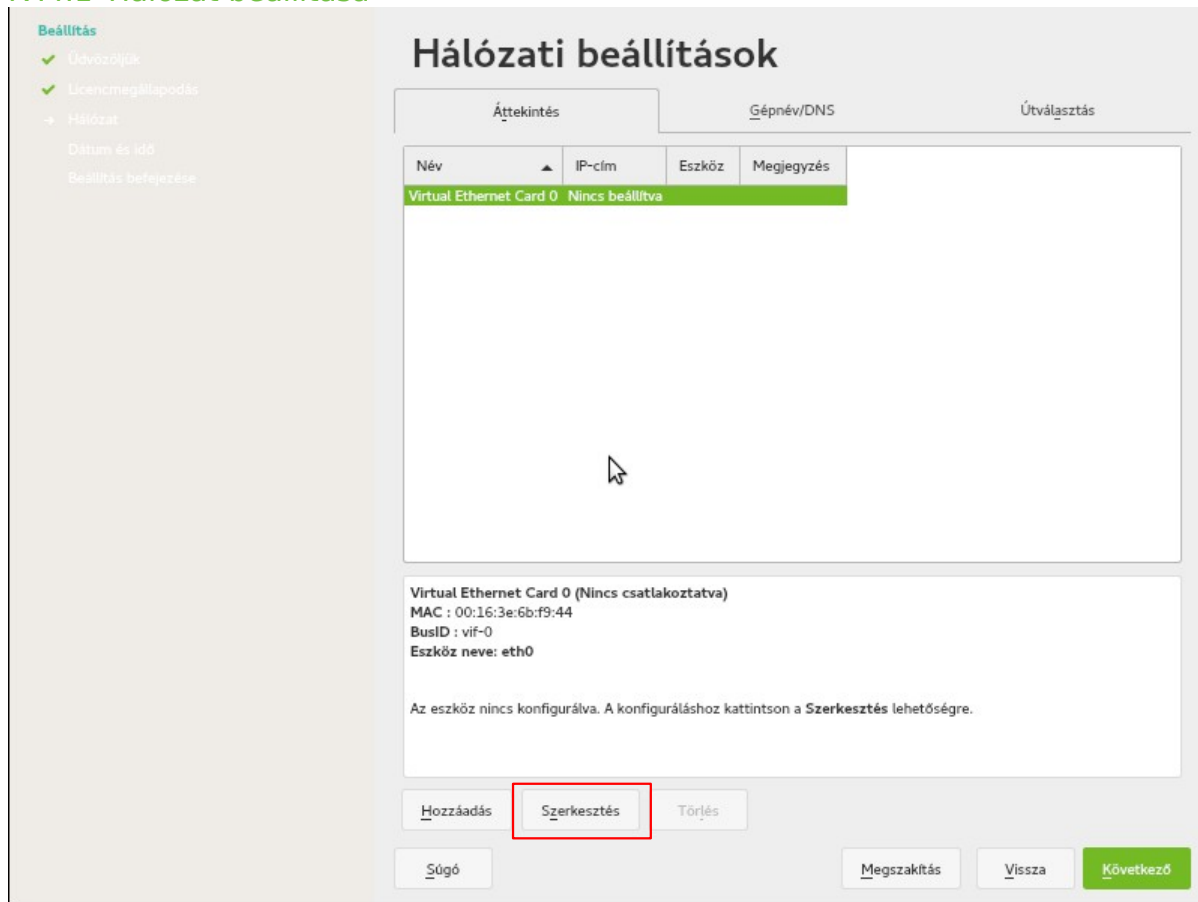 Beállítás
Üdvözöljük
Licencmegállapodás
Hálózat
Dátum és idő
Beállítás befejezése
Hálózati beállítások
Áttekintés Gépnév/DNS Útválasztás
Név IP-cím Eszköz Megjegyzés
Virtual Ethernet Card 0 Nincs beállítva
Virtual Ethernet Card 0 (Nincs csatlakoztatva)
MAC : 00:16:3e:6b:f9:44
BusID : vif-0
Eszköz neve: eth0
Az eszköz nincs konfigurálva. A konfiguráláshoz kattintson a Szerkesztés lehetőségre.
Hozzáadás Szerkesztés Törlés
Súgó Megszakítás Vissza Következő